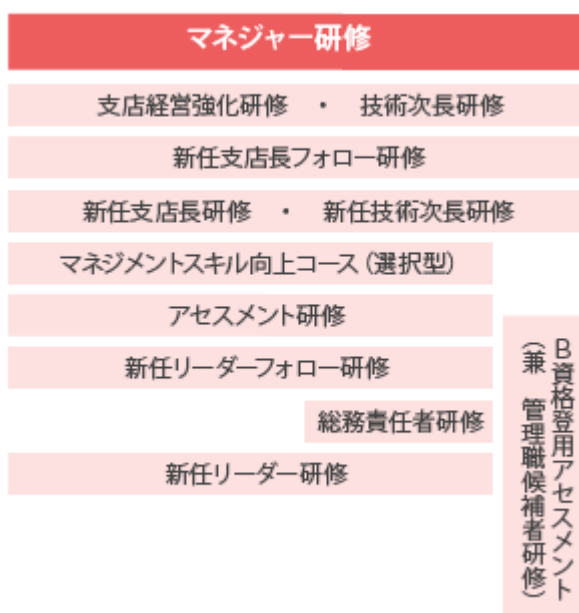 マネジャー研修
支店経営強化研修 ・ 技術次長研修
新任支店長フォロー研修
新任支店長研修 ・ 新任技術次長研修
マネジメントスキル向上コース（選択型）
アセスメント研修
新任リーダーフォロー研修
総務責任者研修
新任リーダー研修
B資格登用アセスメント
（兼 管理職候補者研修）